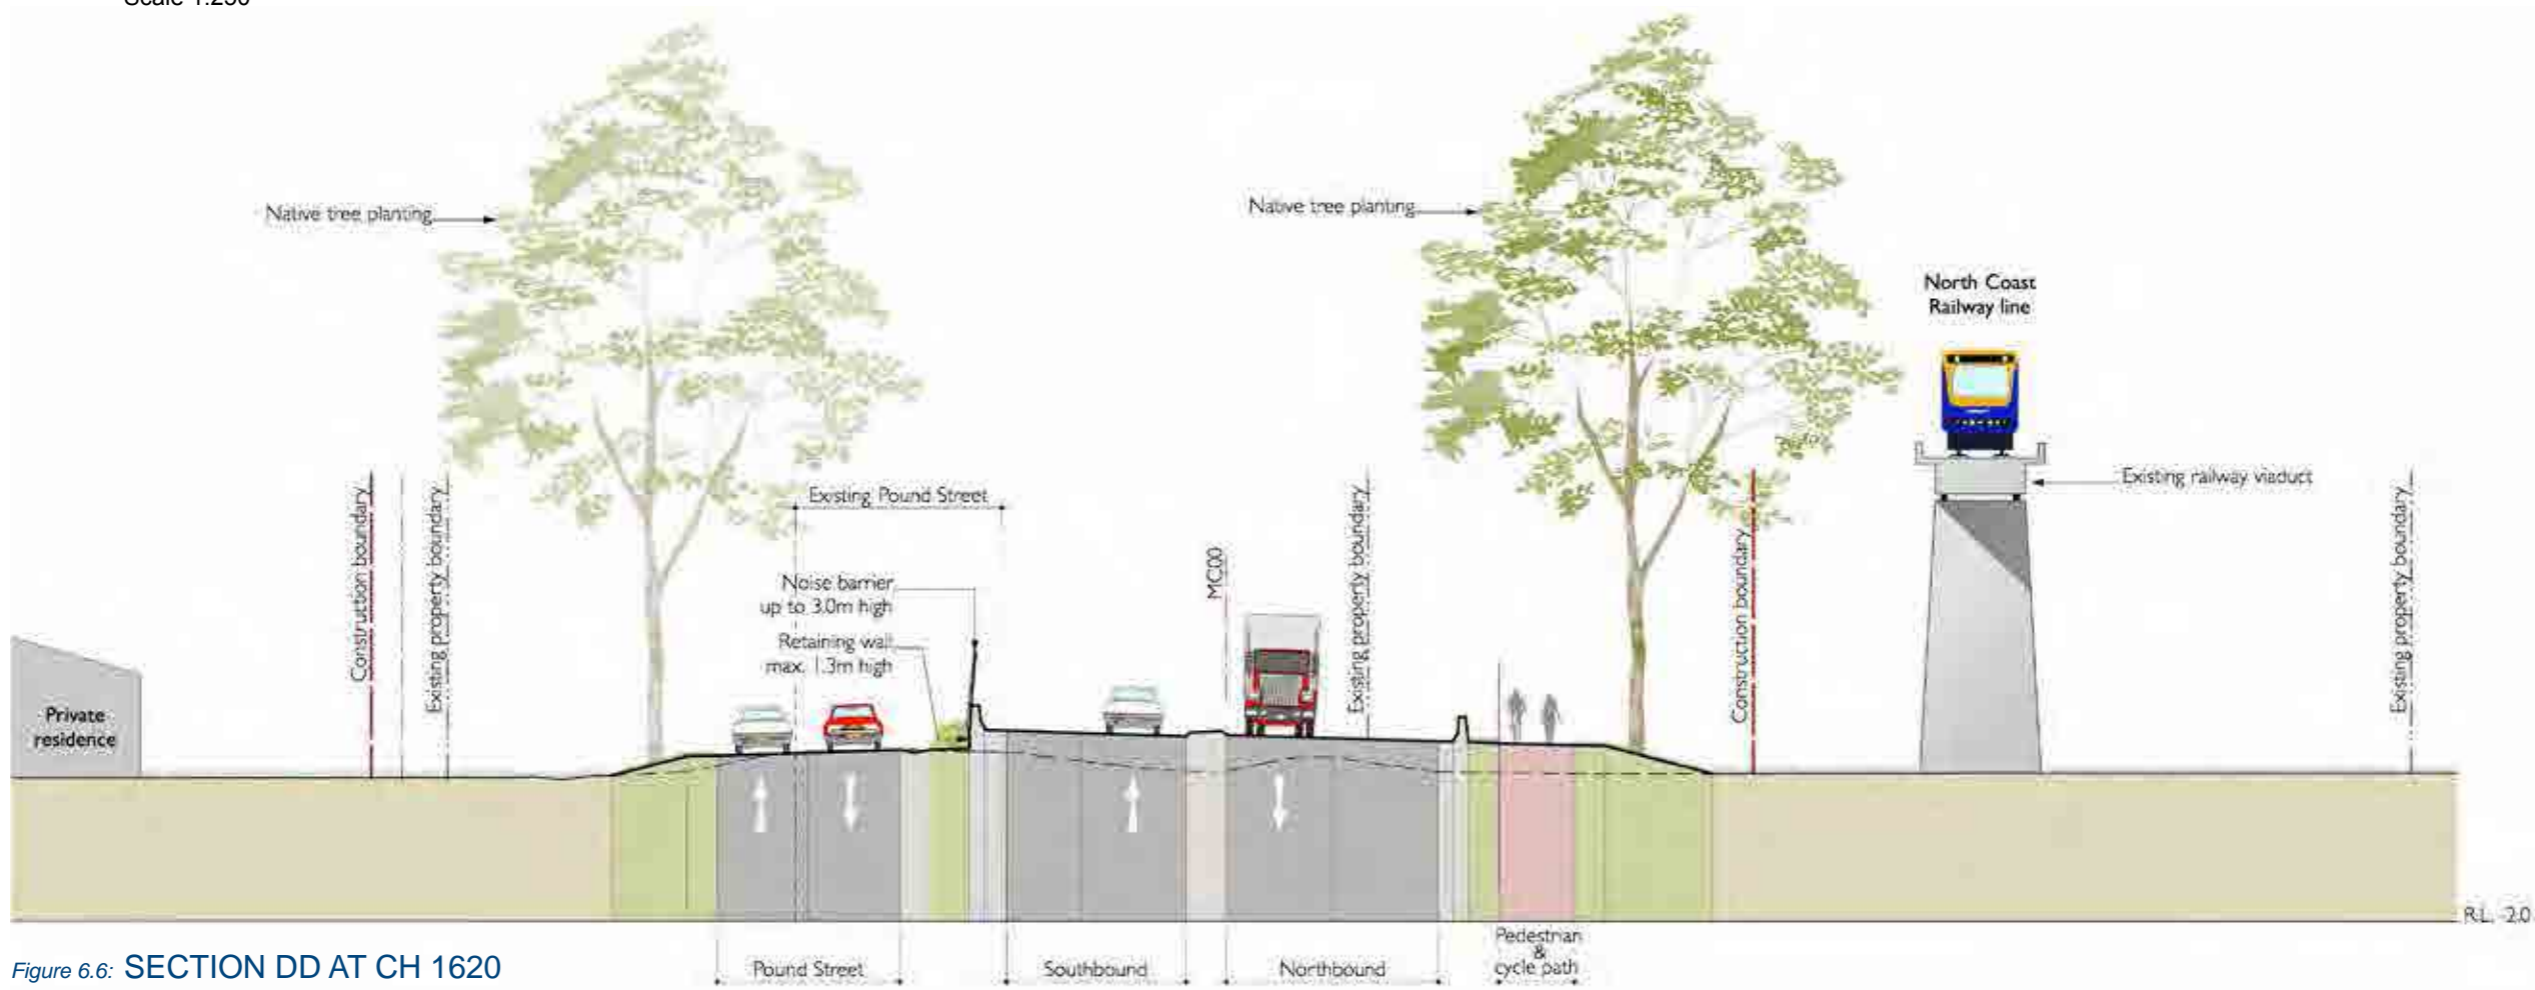 Scale 1:250
Native tree planting
Native tree planting
North Coast
Railway line
Existing railway viaduct
Existing Pound Street
Construction boundary
Existing property boundary
Noise barrier
up to 3.0m high
Retaining wall
max. 1.3m high
MC00
Existing property boundary
Construction boundary
Existing property boundary
Private
residence
R.L. -2.0
Pound Street
Southbound
Northbound
Pedestrian
&
cycle path
Figure 6.6: SECTION DD AT CH 1620